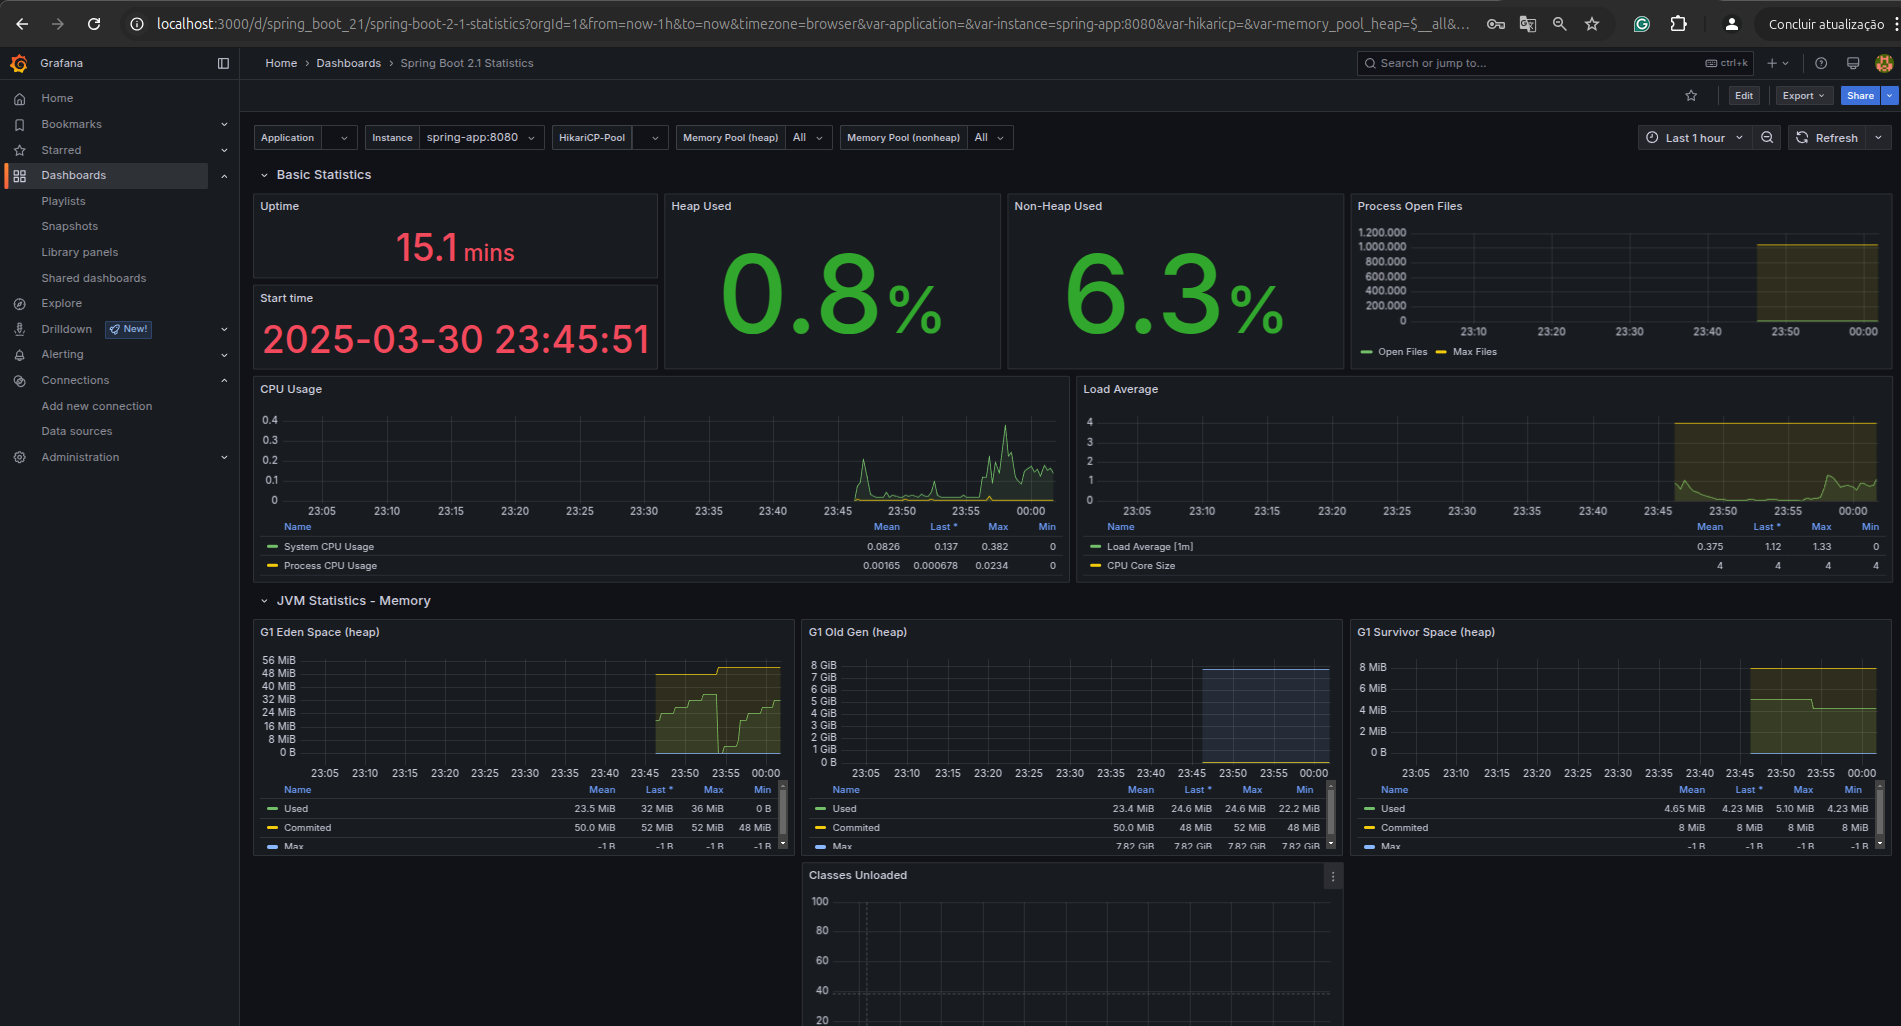 localhost:3000/d/spring_boot_21/spring-boot-2-1-statistics?orgId=1&from=now-1h&to=now&timezone=browser&var-application=&var-instance=spring-app:8080&var-hikaricp=&var-memory_pool_heap=$__all&... Concluir atualização
Grafana Home › Dashboards › Spring Boot 2.1 Statistics Search or jump to... ctrl+k
Edit Export Share
Home
Bookmarks
Starred
Dashboards
Playlists
Snapshots
Library panels
Shared dashboards
Explore
Drilldown New!
Alerting
Connections
Add new connection
Data sources
Administration
Application Instance spring-app:8080 HikariCP-Pool Memory Pool (heap) All Memory Pool (nonheap) All Last 1 hour Refresh
Basic Statistics
Uptime
15.1 mins
Start time
2025-03-30 23:45:51
Heap Used
0.8%
Non-Heap Used
6.3%
Process Open Files
1.200.000
1.000.000
800.000
600.000
400.000
200.000
0
23:10 23:20 23:30 23:40 23:50 00:00
Open Files Max Files
CPU Usage
0.4
0.3
0.2
0.1
0
23:05 23:10 23:15 23:20 23:25 23:30 23:35 23:40 23:45 23:50 23:55 00:00
Name Mean Last * Max Min
System CPU Usage 0.0826 0.137 0.382 0
Process CPU Usage 0.00165 0.000678 0.0234 0
Load Average
4
3
2
1
0
23:05 23:10 23:15 23:20 23:25 23:30 23:35 23:40 23:45 23:50 23:55 00:00
Name Mean Last * Max Min
Load Average [1m] 0.375 1.12 1.33 0
CPU Core Size 4 4 4 4
JVM Statistics - Memory
G1 Eden Space (heap)
56 MiB
48 MiB
40 MiB
32 MiB
24 MiB
16 MiB
8 MiB
0 B
23:05 23:10 23:15 23:20 23:25 23:30 23:35 23:40 23:45 23:50 23:55 00:00
Name Mean Last * Max Min
Used 23.5 MiB 32 MiB 36 MiB 0 B
Commited 50.0 MiB 52 MiB 52 MiB 48 MiB
Max -1 B -1 B -1 B -1 B
G1 Old Gen (heap)
8 GiB
7 GiB
6 GiB
5 GiB
4 GiB
3 GiB
2 GiB
1 GiB
0 B
23:05 23:10 23:15 23:20 23:25 23:30 23:35 23:40 23:45 23:50 23:55 00:00
Name Mean Last * Max Min
Used 23.4 MiB 24.6 MiB 24.6 MiB 22.2 MiB
Commited 50.0 MiB 48 MiB 52 MiB 48 MiB
Max 7.82 GiB 7.82 GiB 7.82 GiB 7.82 GiB
G1 Survivor Space (heap)
8 MiB
6 MiB
4 MiB
2 MiB
0 B
23:05 23:10 23:15 23:20 23:25 23:30 23:35 23:40 23:45 23:50 23:55 00:00
Name Mean Last * Max Min
Used 4.65 MiB 4.23 MiB 5.10 MiB 4.23 MiB
Commited 8 MiB 8 MiB 8 MiB 8 MiB
Max -1 B -1 B -1 B -1 B
Classes Unloaded
100
80
60
40
20